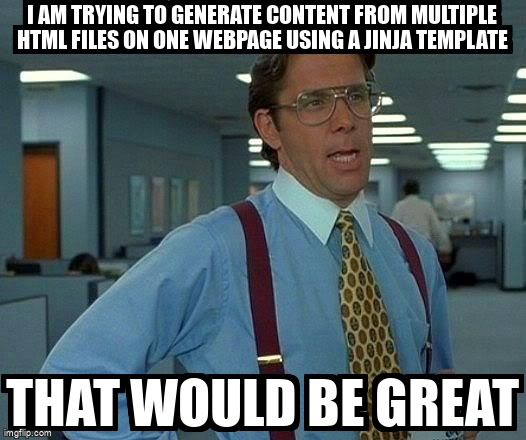 I AM TRYING TO GENERATE CONTENT FROM MULTIPLE
HTML FILES ON ONE WEBPAGE USING A JINJA TEMPLATE
THAT WOULD BE GREAT
imgflip.com